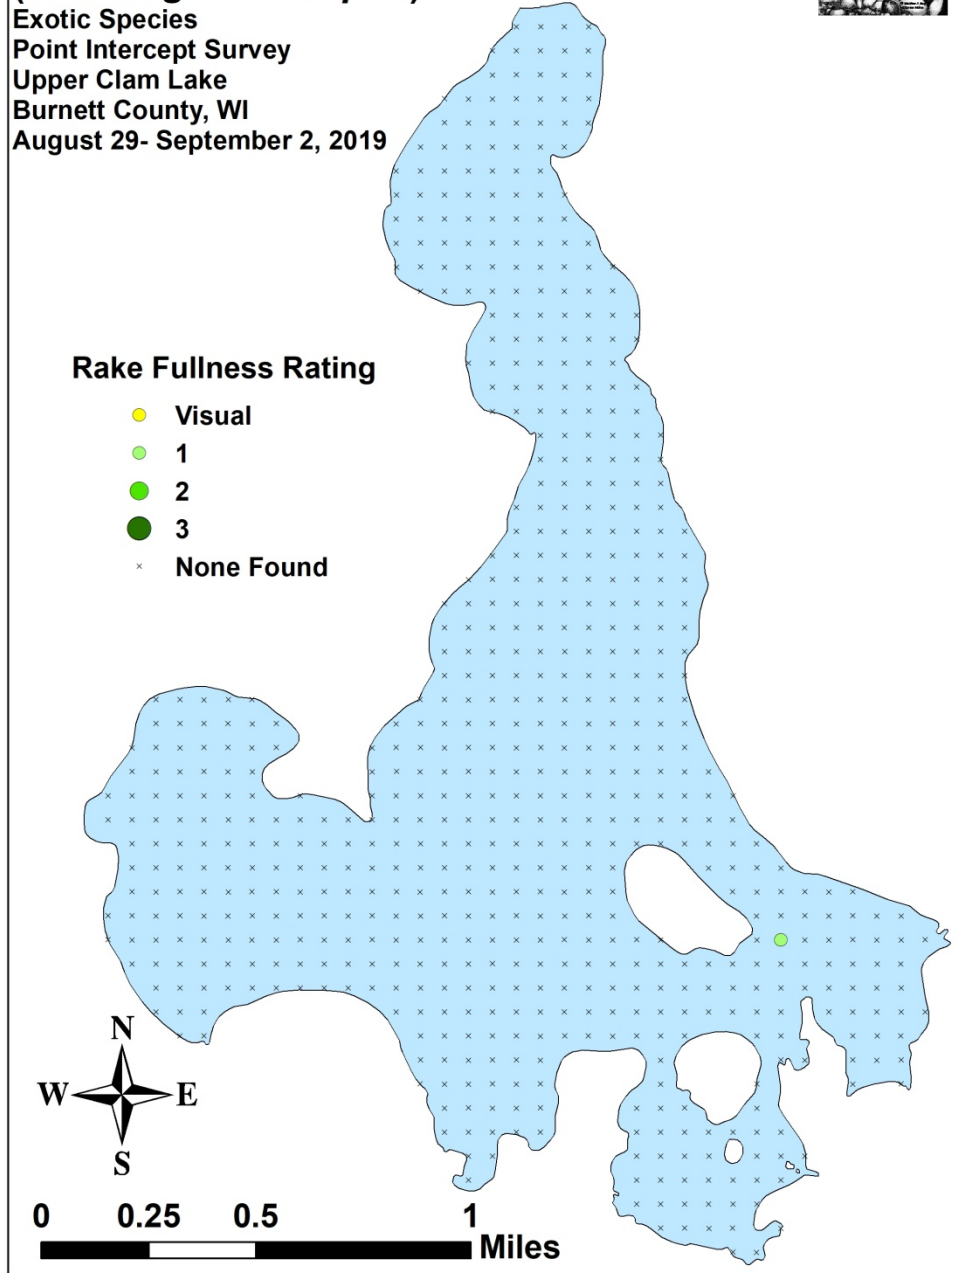 Exotic Species
Point Intercept Survey
Upper Clam Lake
Burnett County, WI
August 29- September 2, 2019
Rake Fullness Rating
Visual
1
2
3
None Found
N
W E
S
0 0.25 0.5 1
Miles